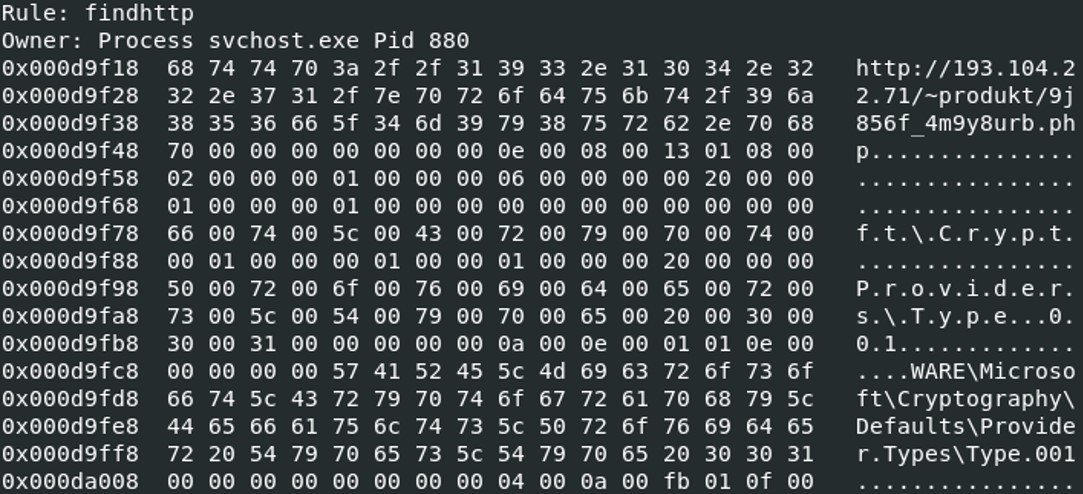 Rule: findhttp
Owner: Process svchost.exe Pid 880
0x000d9f18  68 74 74 70 3a 2f 2f 31 39 33 2e 31 30 34 2e 32   http://193.104.2
0x000d9f28  32 2e 37 31 2f 7e 70 72 6f 64 75 6b 74 2f 39 6a   2.71/~produkt/9j
0x000d9f38  38 35 36 66 5f 34 6d 39 79 38 75 72 62 2e 70 68   856f_4m9y8urb.ph
0x000d9f48  70 00 00 00 00 00 00 00 0e 00 08 00 13 01 08 00   p...............
0x000d9f58  02 00 00 00 01 00 00 00 06 00 00 00 00 20 00 00   ................
0x000d9f68  01 00 00 00 01 00 00 00 00 00 00 00 00 00 00 00   ................
0x000d9f78  66 00 74 00 5c 00 43 00 72 00 79 00 70 00 74 00   f.t.\.C.r.y.p.t.
0x000d9f88  00 01 00 00 00 01 00 00 01 00 00 00 20 00 00 00   ................
0x000d9f98  50 00 72 00 6f 00 76 00 69 00 64 00 65 00 72 00   P.r.o.v.i.d.e.r.
0x000d9fa8  73 00 5c 00 54 00 79 00 70 00 65 00 20 00 30 00   s.\.T.y.p.e...0.
0x000d9fb8  30 00 31 00 00 00 00 00 0a 00 0e 00 01 01 0e 00   0.1.............
0x000d9fc8  00 00 00 00 57 41 52 45 5c 4d 69 63 72 6f 73 6f   ....WARE\Microso
0x000d9fd8  66 74 5c 43 72 79 70 74 6f 67 72 61 70 68 79 5c   ft\Cryptography\
0x000d9fe8  44 65 66 61 75 6c 74 73 5c 50 72 6f 76 69 64 65   Defaults\Provide
0x000d9ff8  72 20 54 79 70 65 73 5c 54 79 70 65 20 30 30 31   r.Types\Type.001
0x000da008  00 00 00 00 00 00 00 00 04 00 0a 00 fb 01 0f 00   ................